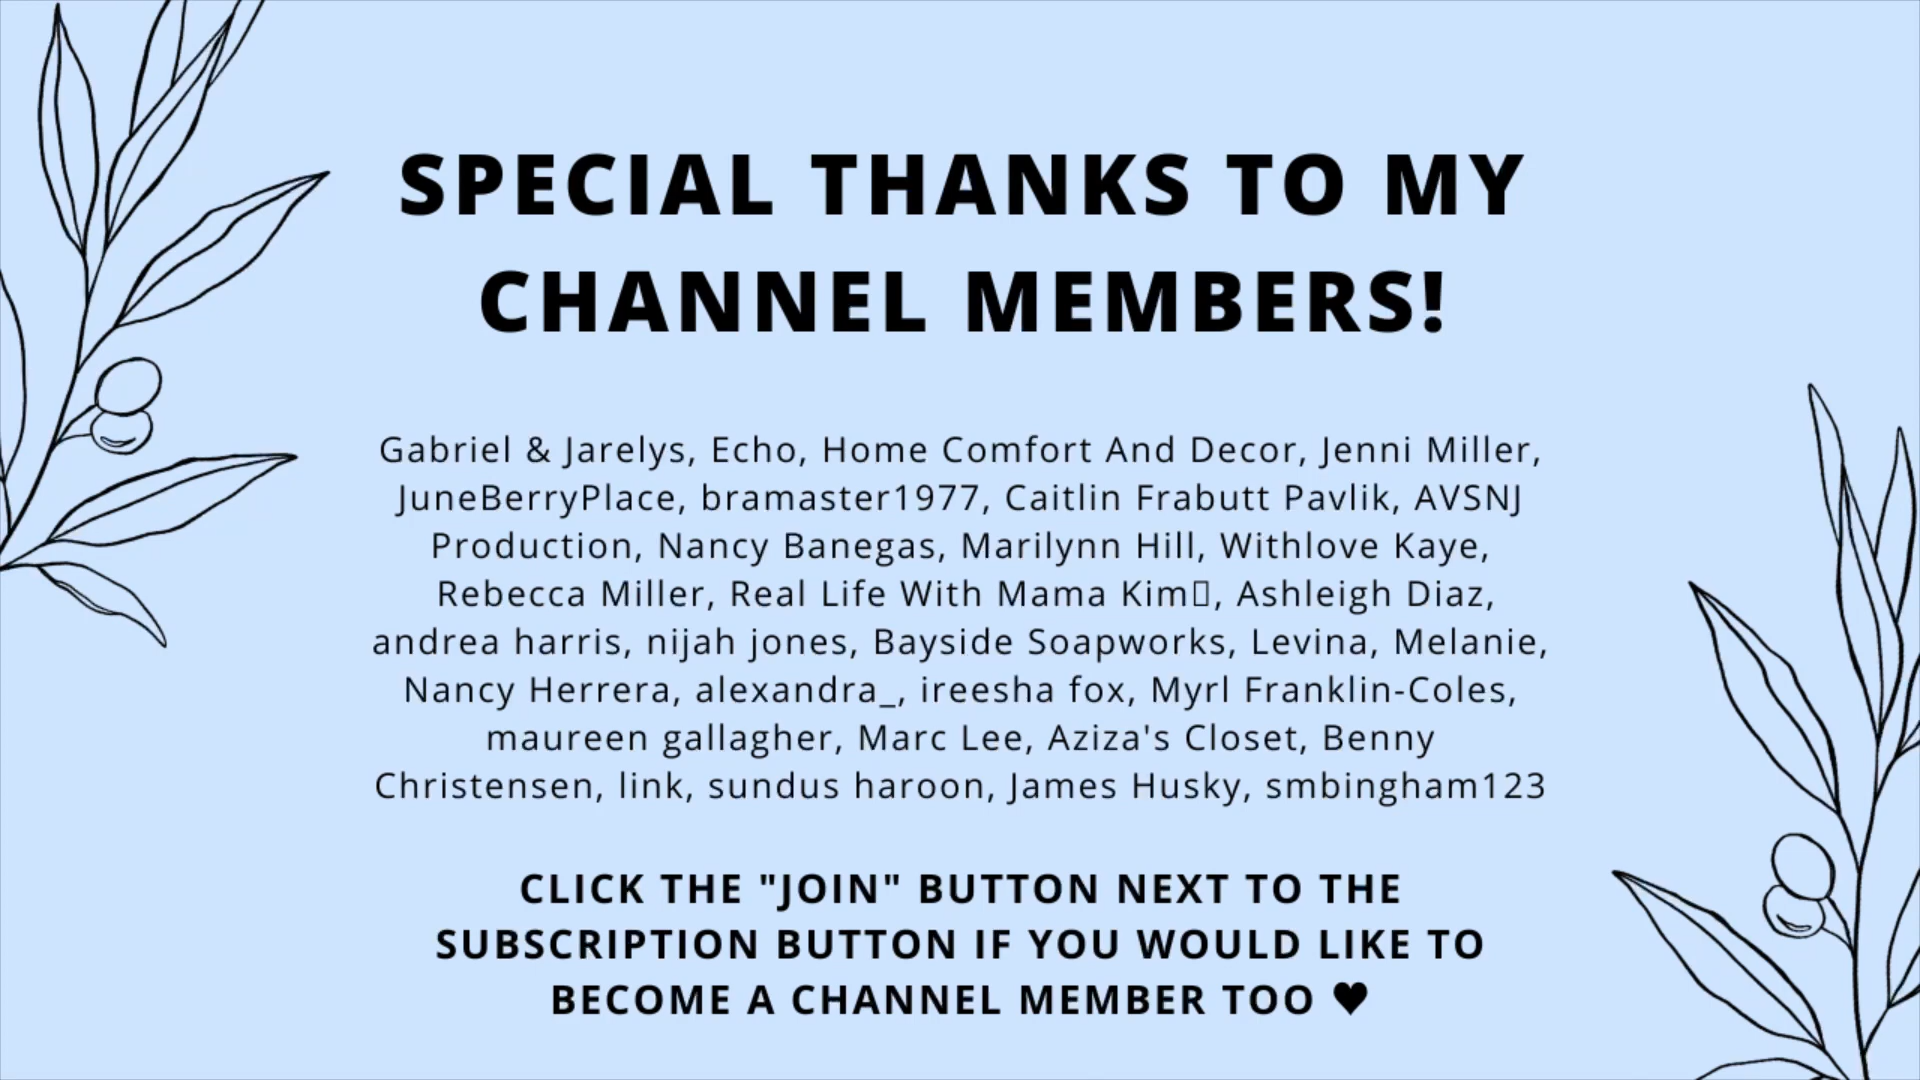 SPECIAL THANKS TO MY
CHANNEL MEMBERS!
Gabriel & Jarelys, Echo, Home Comfort And Decor, Jenni Miller,
JuneBerryPlace, bramaster1977, Caitlin Frabutt Pavlik, AVSNJ
Production, Nancy Banegas, Marilynn Hill, Withlove Kaye,
Rebecca Miller, Real Life With Mama Kim▯, Ashleigh Diaz,
andrea harris, nijah jones, Bayside Soapworks, Levina, Melanie,
Nancy Herrera, alexandra_, ireesha fox, Myrl Franklin-Coles,
maureen gallagher, Marc Lee, Aziza's Closet, Benny
Christensen, link, sundus haroon, James Husky, smbingham123
CLICK THE "JOIN" BUTTON NEXT TO THE
SUBSCRIPTION BUTTON IF YOU WOULD LIKE TO
BECOME A CHANNEL MEMBER TOO ♥